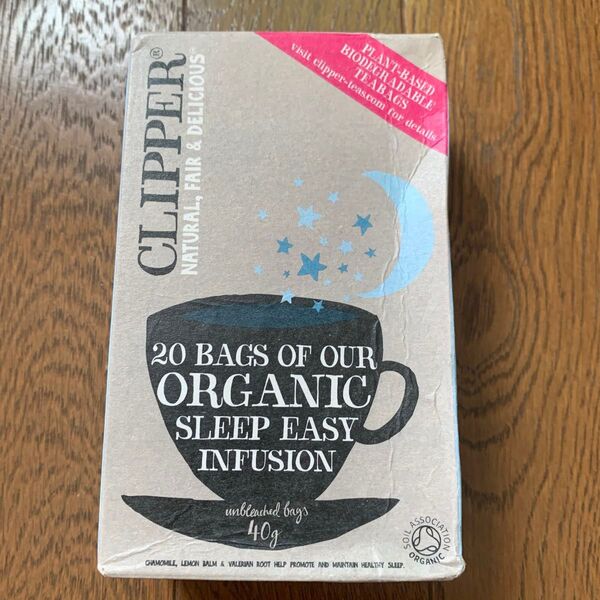 CLIPPER®
NATURAL, FAIR & DELICIOUS™
PLANT-BASED
BIODEGRADABLE
TEABAGS
visit clipper-teas.com for details
20 BAGS OF OUR
ORGANIC
SLEEP EASY
INFUSION
unbleached bags
40g
SOIL ASSOCIATION
ORGANIC
CHAMOMILE, LEMON BALM & VALERIAN ROOT HELP PROMOTE AND MAINTAIN HEALTHY SLEEP.